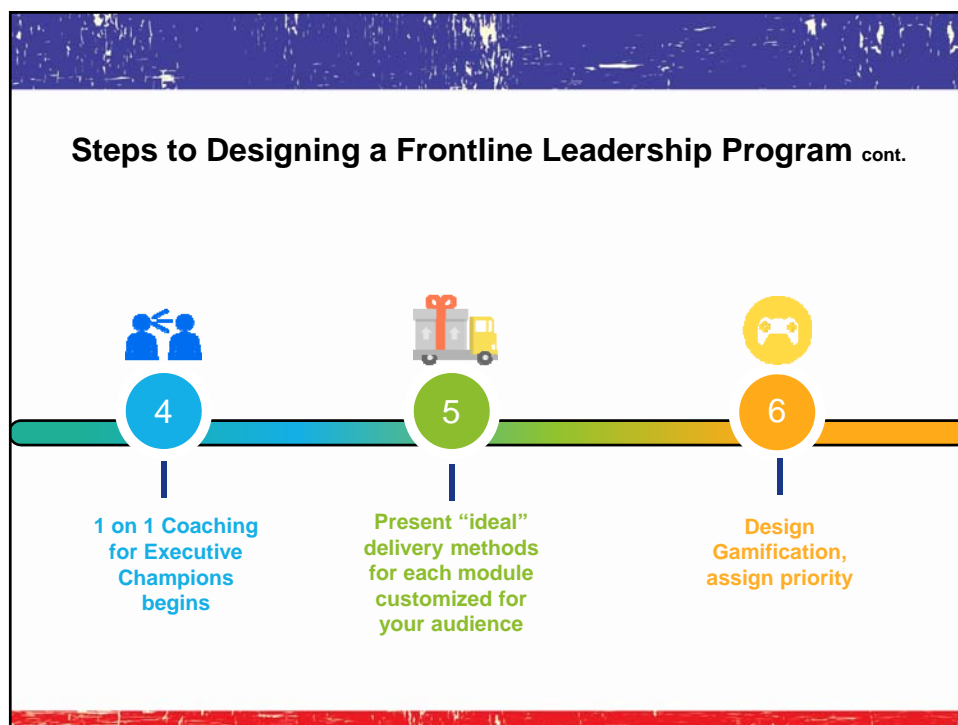 Steps to Designing a Frontline Leadership Program cont.
4
5
6
1 on 1 Coaching
for Executive
Champions
begins
Present “ideal”
delivery methods
for each module
customized for
your audience
Design
Gamification,
assign priority